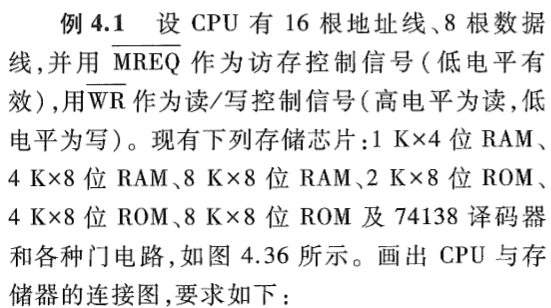 例 4.1 设 CPU 有 16 根地址线、8 根数据
线,并用 MREQ 作为访存控制信号(低电平有
效),用WR 作为读/写控制信号(高电平为读,低
电平为写)。现有下列存储芯片:1 K×4 位 RAM、
4 K×8 位 RAM、8 K×8 位 RAM、2 K×8 位 ROM、
4 K×8 位 ROM、8 K×8 位 ROM 及 74138 译码器
和各种门电路,如图 4.36 所示。画出 CPU 与存
储器的连接图,要求如下: